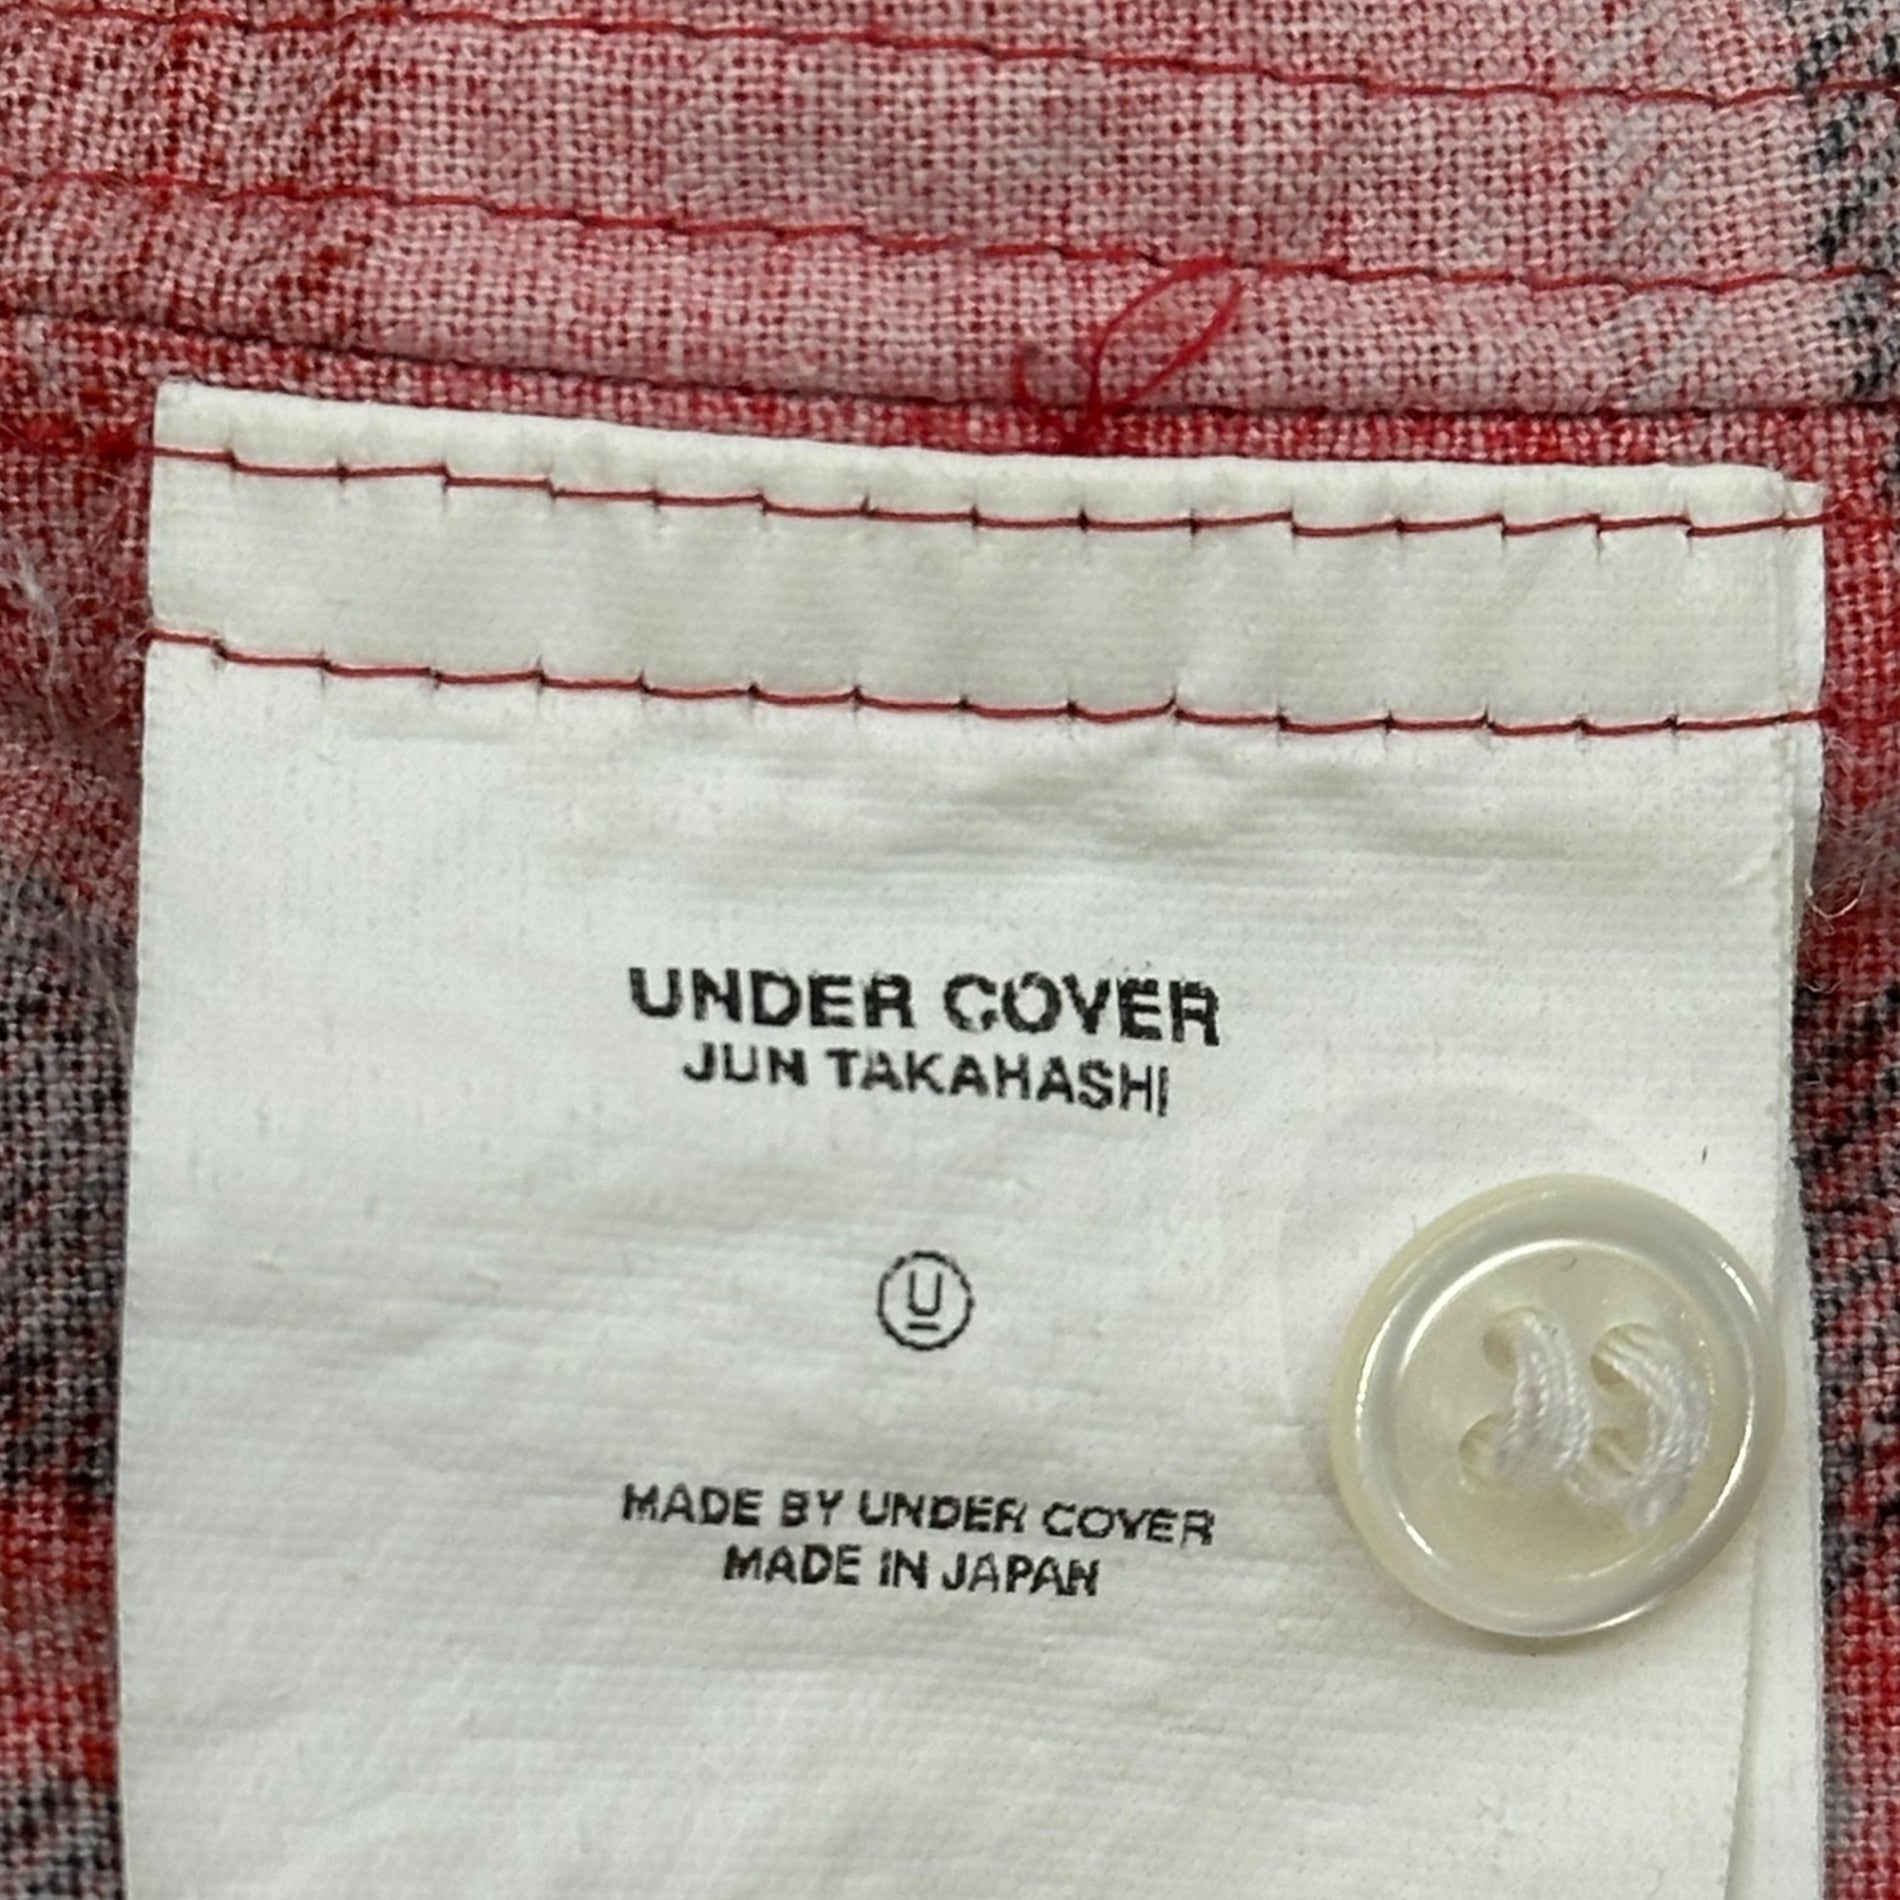 UNDER COVER
JUN TAKAHASHI
U
MADE BY UNDER COVER
MADE IN JAPAN